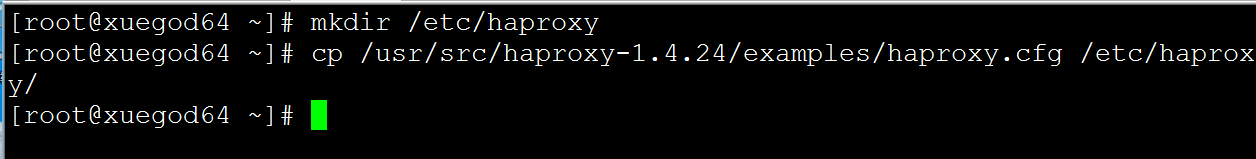 [root@xuegod64 ~]# mkdir /etc/haproxy
[root@xuegod64 ~]# cp /usr/src/haproxy-1.4.24/examples/haproxy.cfg /etc/haprox
y/
[root@xuegod64 ~]#